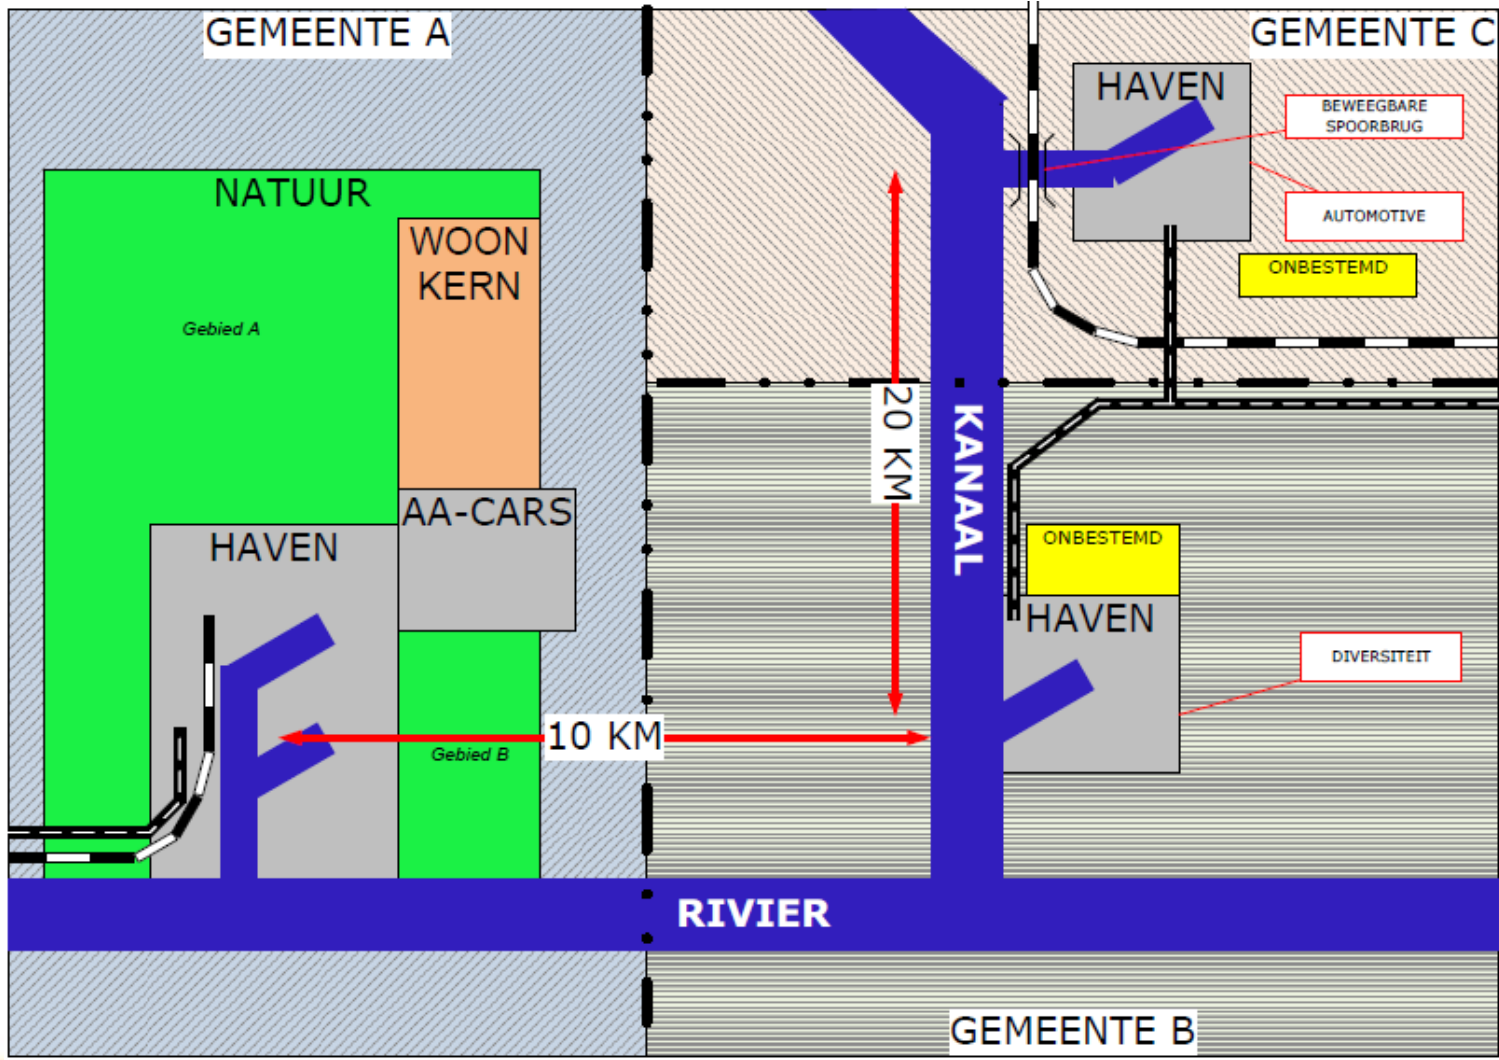 GEMEENTE A
GEMEENTE C
HAVEN
BEWEEGBARE
SPOORBRUG
NATUUR
AUTOMOTIVE
WOON
KERN
ONBESTEMD
Gebied A
20 KM
KANAAL
AA-CARS
HAVEN
ONBESTEMD
HAVEN
DIVERSITEIT
10 KM
Gebied B
RIVIER
GEMEENTE B